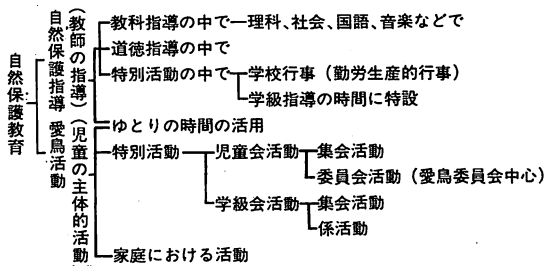 自然保護教育
自然保護指導
(教師の指導)
教科指導の中で─理科、社会、国語、音楽などで
道徳指導の中で
特別活動の中で
学校行事(勤労生産的行事)
学級指導の時間に特設
愛鳥活動
(児童の主体的活動
ゆとりの時間の活用
特別活動
児童会活動
集会活動
委員会活動(愛鳥委員会中心)
学級会活動
集会活動
係活動
家庭における活動